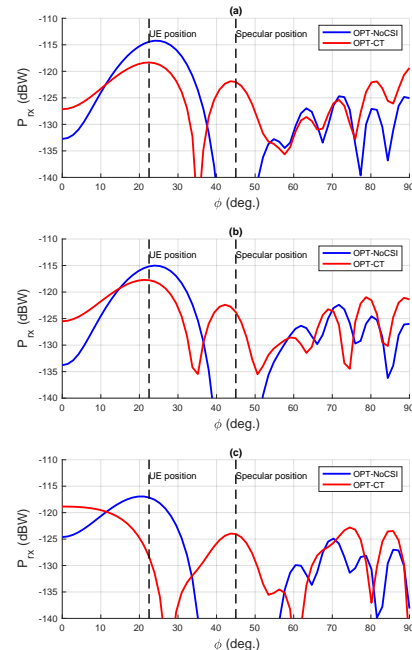 (a)
-110
-115
-120
-125
-130
-135
-140
P_rx (dBW)
UE position
Specular position
OPT-NoCSI
OPT-CT
0 10 20 30 40 50 60 70 80 90
ϕ (deg.)
(b)
-110
-115
-120
-125
-130
-135
-140
P_rx (dBW)
UE position
Specular position
OPT-NoCSI
OPT-CT
0 10 20 30 40 50 60 70 80 90
ϕ (deg.)
(c)
-110
-115
-120
-125
-130
-135
-140
P_rx (dBW)
UE position
Specular position
OPT-NoCSI
OPT-CT
0 10 20 30 40 50 60 70 80 90
ϕ (deg.)